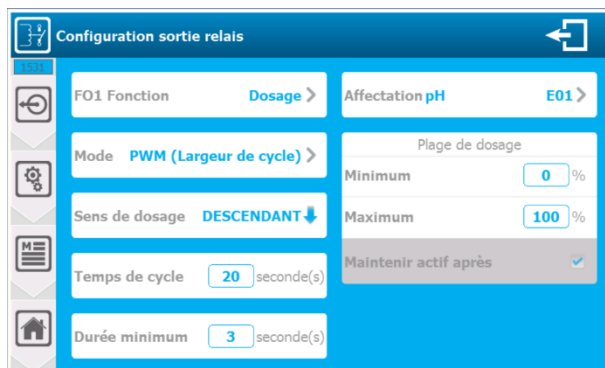 Configuration sortie relais
1531
FO1 Fonction Dosage >
Affectation pH E01 >
Mode PWM (Largeur de cycle) >
Plage de dosage
Minimum 0 %
Sens de dosage DESCENDANT
Maximum 100 %
Maintenir actif après
Temps de cycle 20 seconde(s)
Durée minimum 3 seconde(s)
M